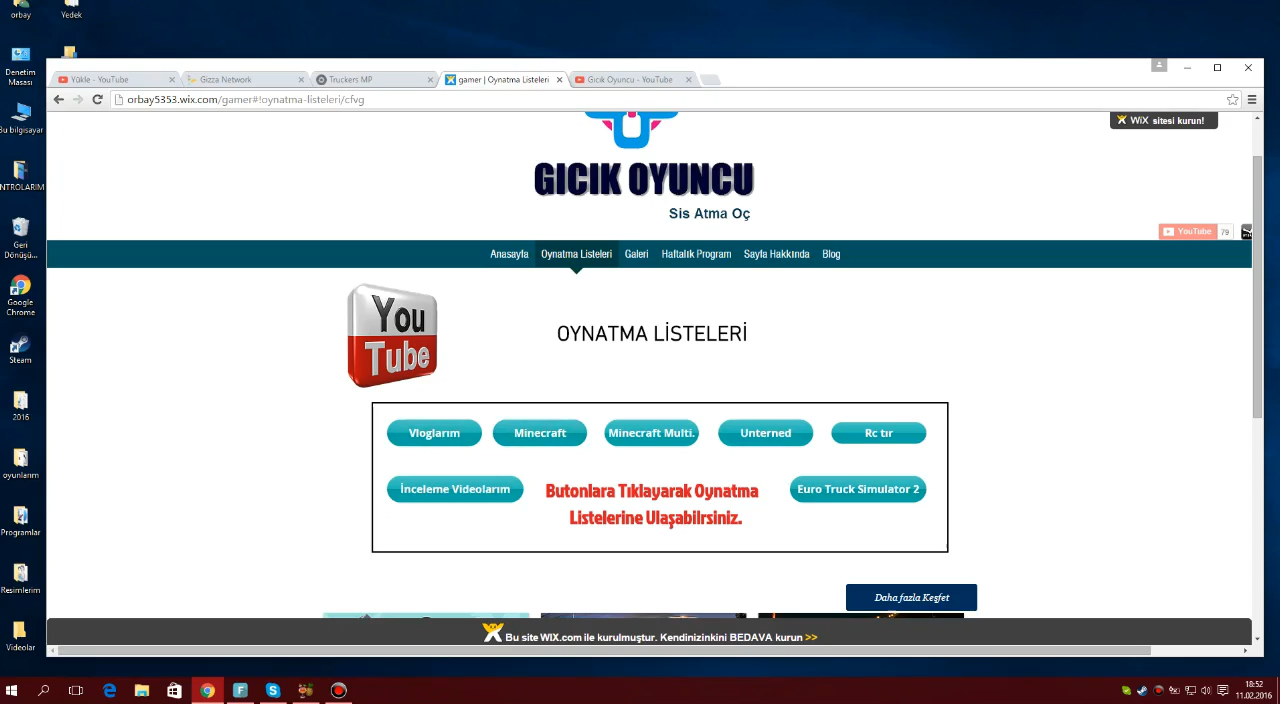 orbay
Yedek
Denetim
Masası
Bu bilgisayar
NTROLARIM
Geri
Dönüşü...
Google
Chrome
Steam
2016
oyunlarım
Programlar
Resimlerim
Videolar
Yükle - YouTube
Gizza Network
Truckers MP
gamer | Oynatma Listeleri
Gıcık Oyuncu - YouTube
orbay5353.wix.com/gamer#!oynatma-listeleri/cfvg
WiX sitesi kurun!
GICIK OYUNCU
Sis Atma Oç
YouTube 79
Anasayfa Oynatma Listeleri Galeri Haftalık Program Sayfa Hakkında Blog
You
Tube
OYNATMA LİSTELERİ
Vloglarım Minecraft Minecraft Multi. Unterned Rc tır
İnceleme Videolarım
Butonlara Tıklayarak Oynatma
Listelerine Ulaşabilrsiniz.
Euro Truck Simulator 2
Daha fazla Keşfet
Bu site WIX.com ile kurulmuştur. Kendinizinkini BEDAVA kurun >>
18:52
11.02.2016